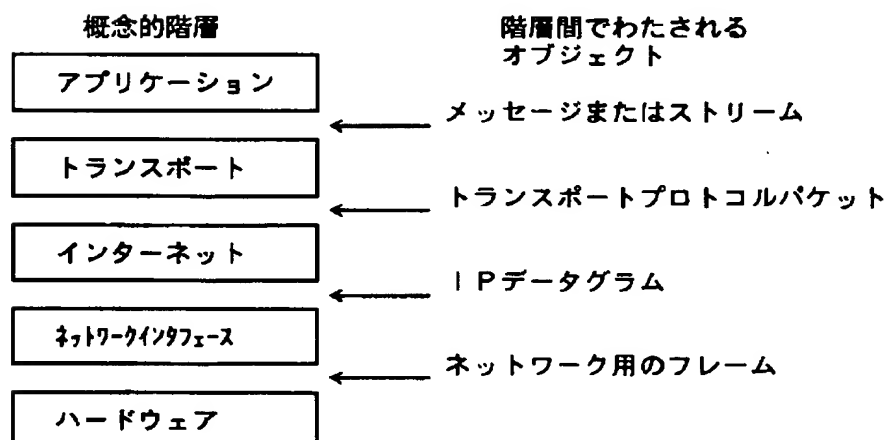 概念的階層
階層間でわたされる
オブジェクト
アプリケーション
メッセージまたはストリーム
トランスポート
トランスポートプロトコルパケット
インターネット
IPデータグラム
ネットワークインタフェース
ネットワーク用のフレーム
ハードウェア